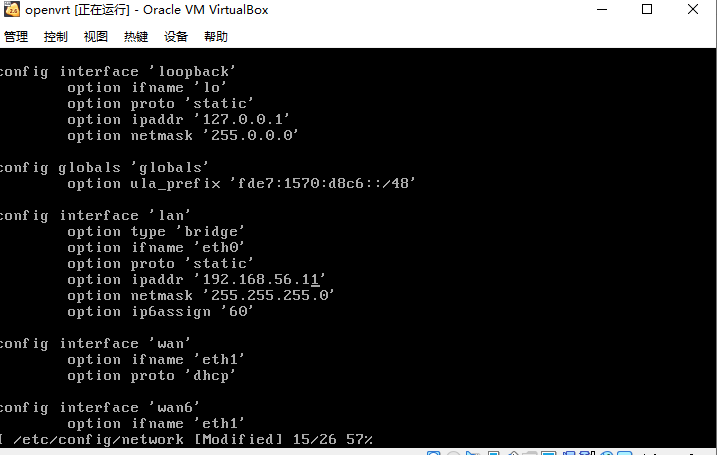 openvrt [正在运行] - Oracle VM VirtualBox
管理 控制 视图 热键 设备 帮助
config interface 'loopback'
option ifname 'lo'
option proto 'static'
option ipaddr '127.0.0.1'
option netmask '255.0.0.0'
config globals 'globals'
option ula_prefix 'fde7:1570:d8c6::/48'
config interface 'lan'
option type 'bridge'
option ifname 'eth0'
option proto 'static'
option ipaddr '192.168.56.11'
option netmask '255.255.255.0'
option ip6assign '60'
config interface 'wan'
option ifname 'eth1'
option proto 'dhcp'
config interface 'wan6'
option ifname 'eth1'
I /etc/config/network [Modified] 15/26 57%